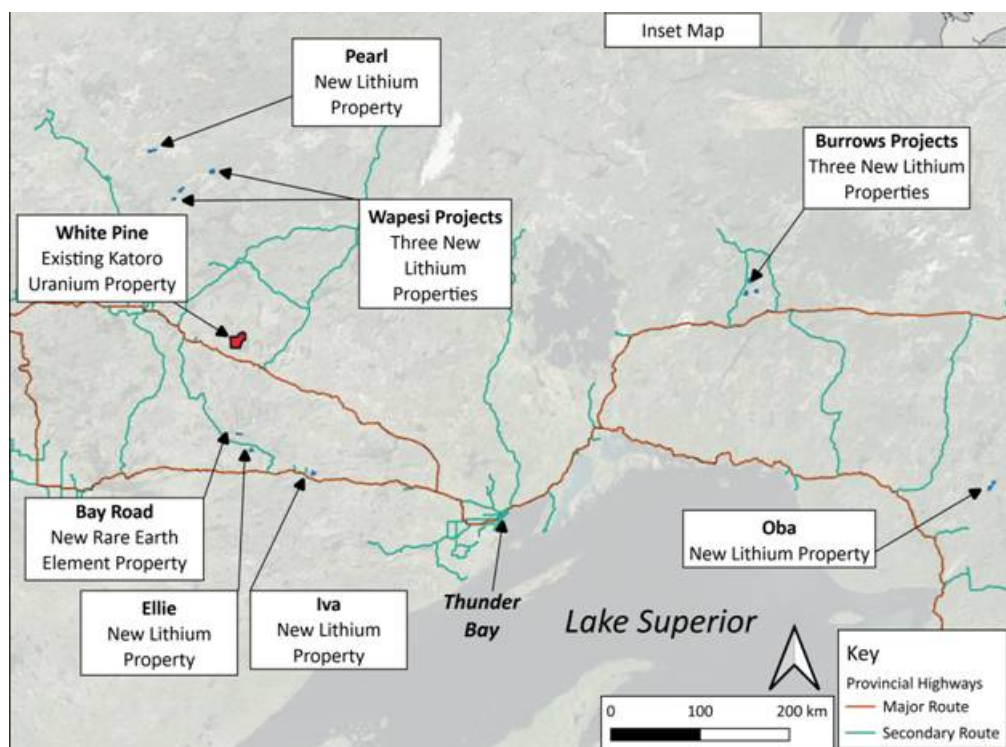 Inset Map
Pearl
New Lithium
Property
Burrows Projects
Three New Lithium
Properties
Wapesi Projects
Three New
Lithium
Properties
White Pine
Existing Katoro
Uranium Property
Bay Road
New Rare Earth
Element Property
Oba
New Lithium Property
Ellie
New Lithium
Property
Iva
New Lithium
Property
Thunder
Bay
Lake Superior
Key
Provincial Highways
Major Route
Secondary Route
0 100 200 km